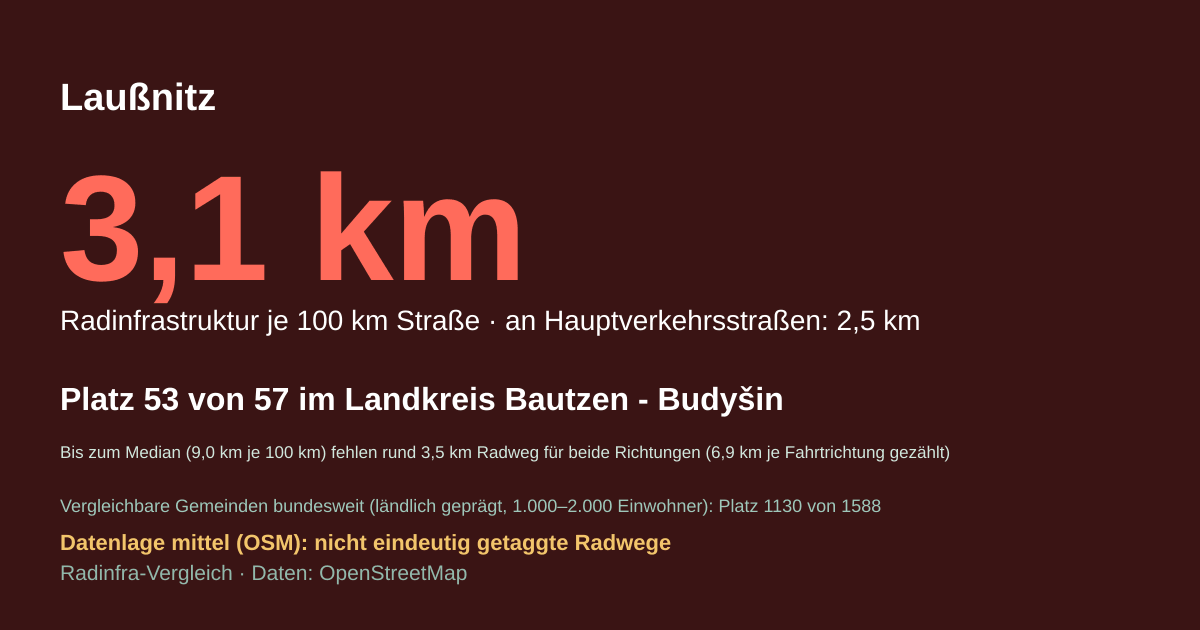 Laußnitz
3,1 km
Radinfrastruktur je 100 km Straße · an Hauptverkehrsstraßen: 2,5 km
Platz 53 von 57 im Landkreis Bautzen - Budyšin
Bis zum Median (9,0 km je 100 km) fehlen rund 3,5 km Radweg für beide Richtungen (6,9 km je Fahrtrichtung gezählt)
Vergleichbare Gemeinden bundesweit (ländlich geprägt, 1.000–2.000 Einwohner): Platz 1130 von 1588
Datenlage mittel (OSM): nicht eindeutig getaggte Radwege
Radinfra-Vergleich · Daten: OpenStreetMap